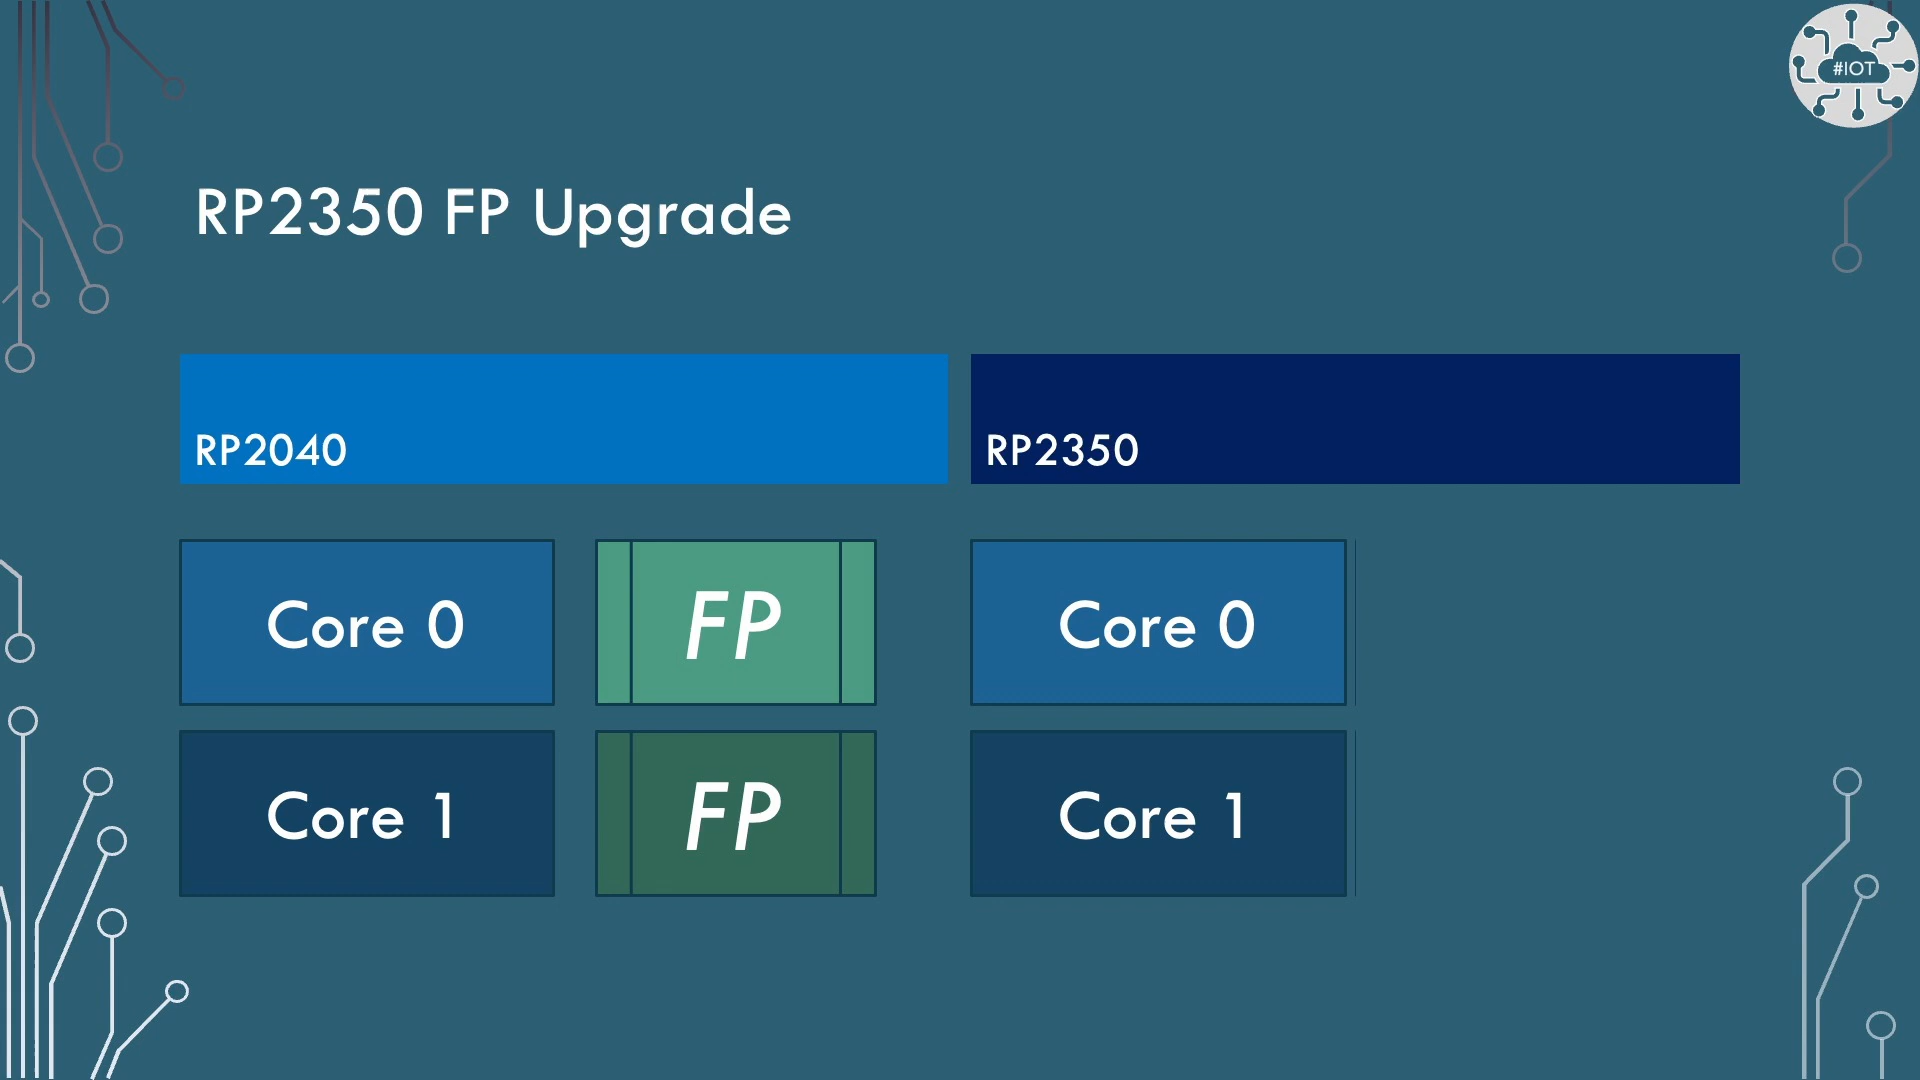 #IOT
RP2350 FP Upgrade
RP2040
RP2350
Core 0
FP
Core 0
Core 1
FP
Core 1